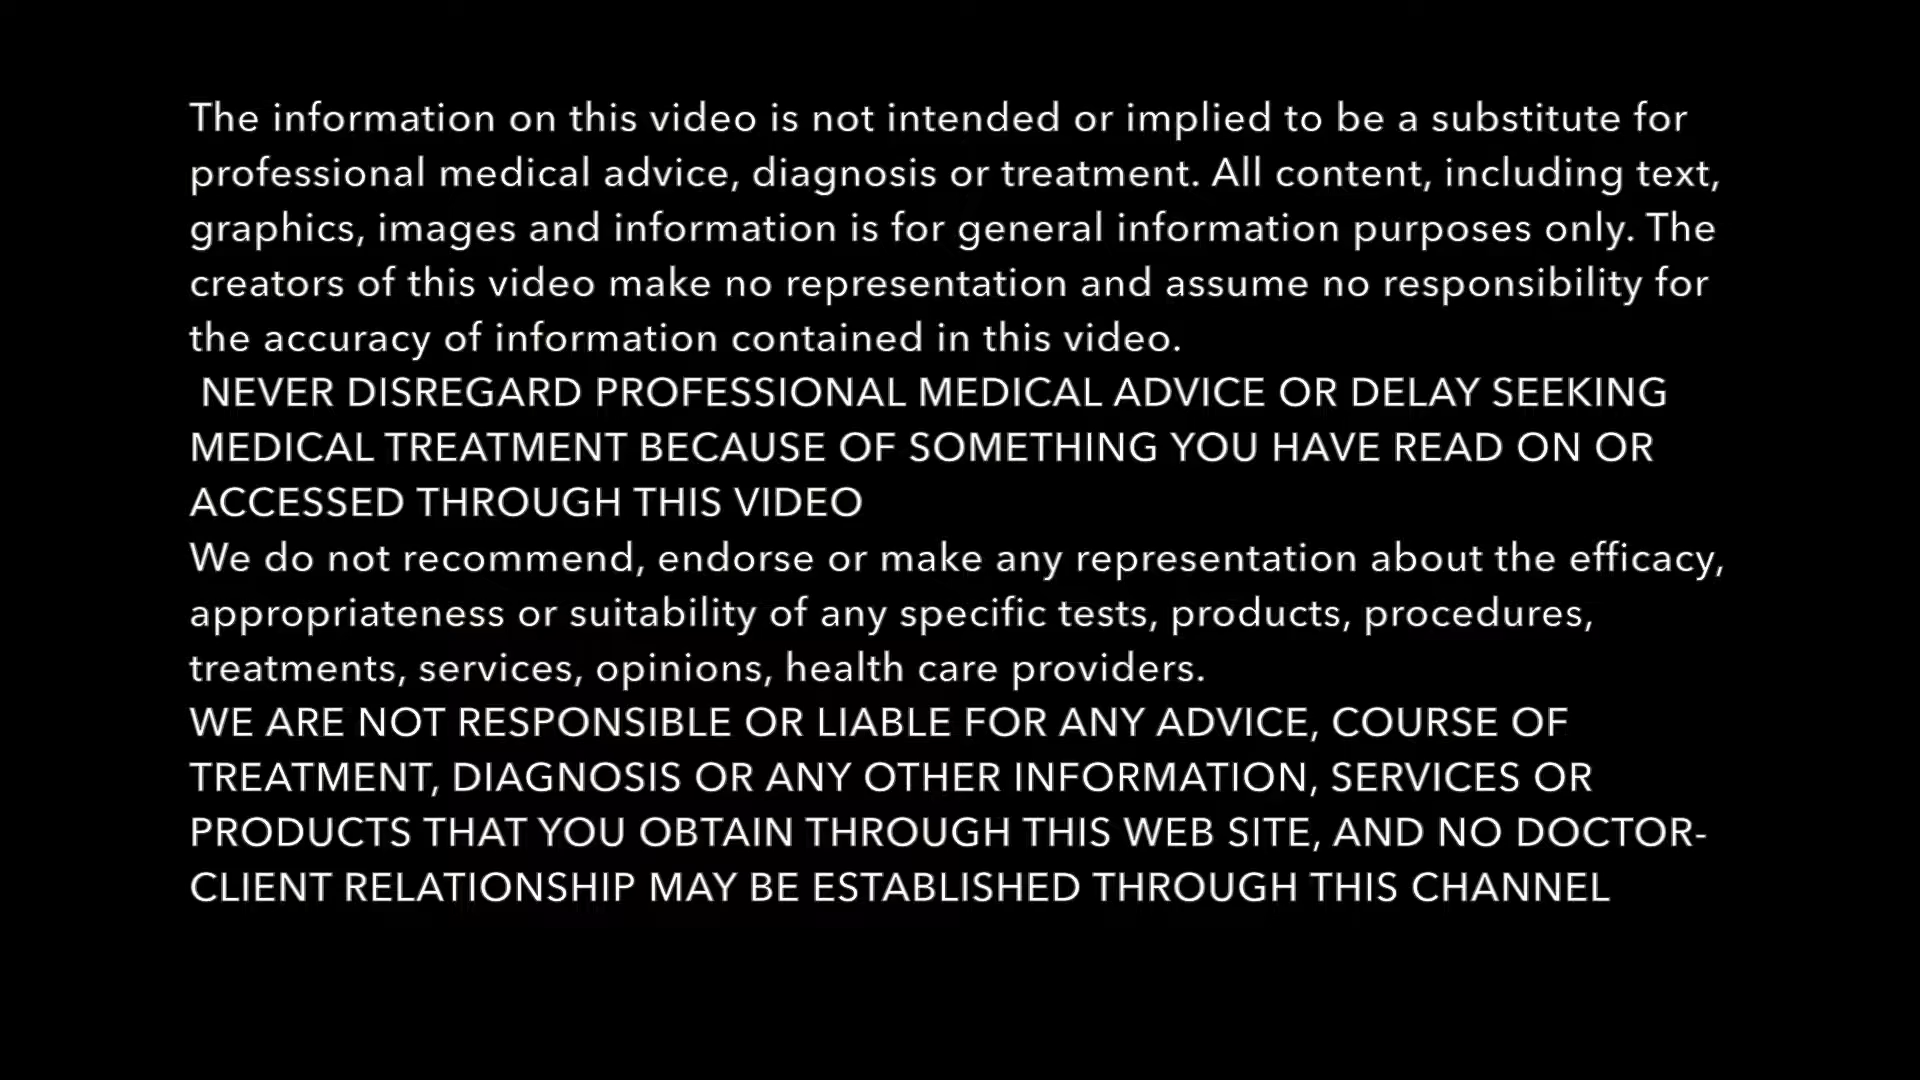 The information on this video is not intended or implied to be a substitute for
professional medical advice, diagnosis or treatment. All content, including text,
graphics, images and information is for general information purposes only. The
creators of this video make no representation and assume no responsibility for
the accuracy of information contained in this video.
NEVER DISREGARD PROFESSIONAL MEDICAL ADVICE OR DELAY SEEKING
MEDICAL TREATMENT BECAUSE OF SOMETHING YOU HAVE READ ON OR
ACCESSED THROUGH THIS VIDEO
We do not recommend, endorse or make any representation about the efficacy,
appropriateness or suitability of any specific tests, products, procedures,
treatments, services, opinions, health care providers.
WE ARE NOT RESPONSIBLE OR LIABLE FOR ANY ADVICE, COURSE OF
TREATMENT, DIAGNOSIS OR ANY OTHER INFORMATION, SERVICES OR
PRODUCTS THAT YOU OBTAIN THROUGH THIS WEB SITE, AND NO DOCTOR-
CLIENT RELATIONSHIP MAY BE ESTABLISHED THROUGH THIS CHANNEL